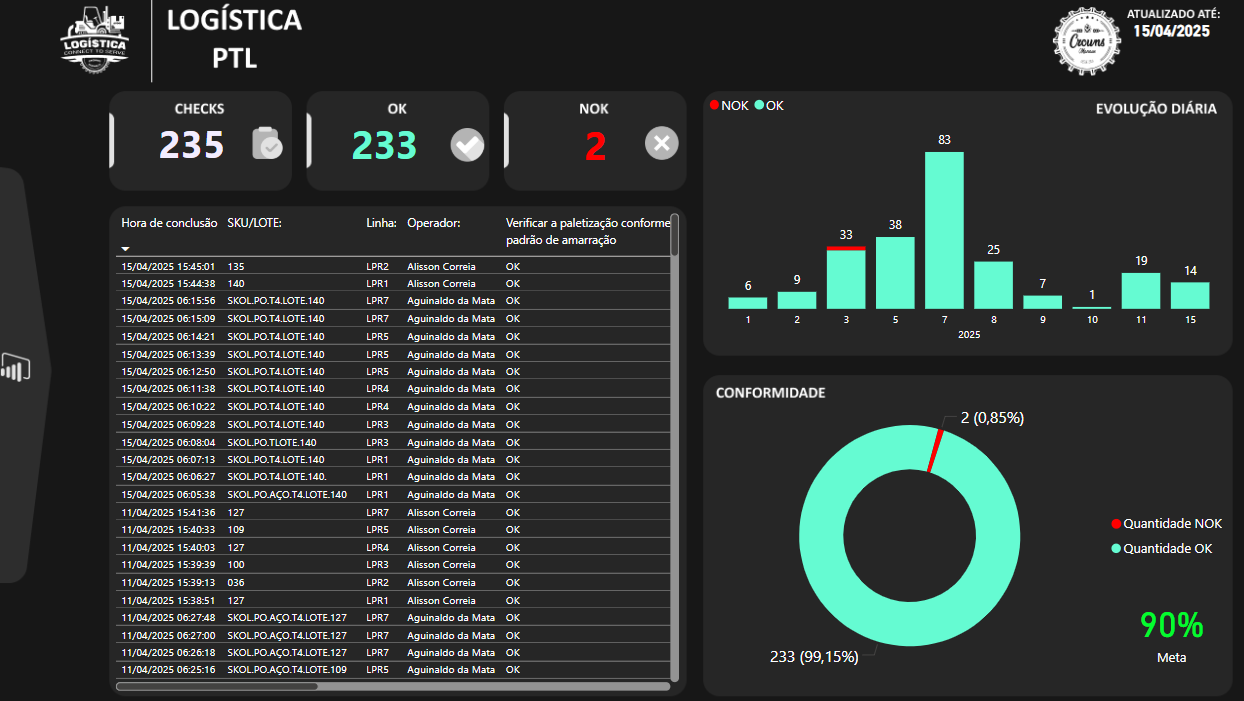 LOGÍSTICA
CONNECT TO SERVE
LOGÍSTICA
PTL
Crowns
ATUALIZADO ATÉ:
15/04/2025
CHECKS
235
OK
233
NOK
2
Hora de conclusão SKU/LOTE: Linha: Operador: Verificar a paletização conforme
padrão de amarração
15/04/2025 15:45:01 135 LPR2 Alisson Correia OK
15/04/2025 15:44:38 140 LPR1 Alisson Correia OK
15/04/2025 06:15:56 SKOL.PO.T4.LOTE.140 LPR7 Aguinaldo da Mata OK
15/04/2025 06:15:09 SKOL.PO.T4.LOTE.140 LPR7 Aguinaldo da Mata OK
15/04/2025 06:14:21 SKOL.PO.T4.LOTE.140 LPR5 Aguinaldo da Mata OK
15/04/2025 06:13:39 SKOL.PO.T4.LOTE.140 LPR5 Aguinaldo da Mata OK
15/04/2025 06:12:50 SKOL.PO.T4.LOTE.140 LPR5 Aguinaldo da Mata OK
15/04/2025 06:11:38 SKOL.PO.T4.LOTE.140 LPR4 Aguinaldo da Mata OK
15/04/2025 06:10:22 SKOL.PO.T4.LOTE.140 LPR4 Aguinaldo da Mata OK
15/04/2025 06:09:28 SKOL.PO.T4.LOTE.140 LPR3 Aguinaldo da Mata OK
15/04/2025 06:08:04 SKOL.PO.TLOTE.140 LPR3 Aguinaldo da Mata OK
15/04/2025 06:07:13 SKOL.PO.T4.LOTE.140 LPR1 Aguinaldo da Mata OK
15/04/2025 06:06:27 SKOL.PO.T4.LOTE.140. LPR1 Aguinaldo da Mata OK
15/04/2025 06:05:38 SKOL.PO.AÇO.T4.LOTE.140 LPR1 Aguinaldo da Mata OK
11/04/2025 15:41:36 127 LPR7 Alisson Correia OK
11/04/2025 15:40:33 109 LPR5 Alisson Correia OK
11/04/2025 15:40:03 127 LPR4 Alisson Correia OK
11/04/2025 15:39:39 100 LPR3 Alisson Correia OK
11/04/2025 15:39:13 036 LPR2 Alisson Correia OK
11/04/2025 15:38:51 127 LPR1 Alisson Correia OK
11/04/2025 06:27:48 SKOL.PO.AÇO.T4.LOTE.127 LPR7 Aguinaldo da Mata OK
11/04/2025 06:27:00 SKOL.PO.AÇO.T4.LOTE.127 LPR7 Aguinaldo da Mata OK
11/04/2025 06:26:18 SKOL.PO.AÇO.T4.LOTE.127 LPR7 Aguinaldo da Mata OK
11/04/2025 06:25:16 SKOL.PO.AÇO.T4.LOTE.109 LPR5 Aguinaldo da Mata OK
NOK OK
EVOLUÇÃO DIÁRIA
6 9 33 38 83 25 7 1 19 14
1 2 3 5 7 8 9 10 11 15
2025
CONFORMIDADE
2 (0,85%)
Quantidade NOK
Quantidade OK
233 (99,15%)
90%
Meta